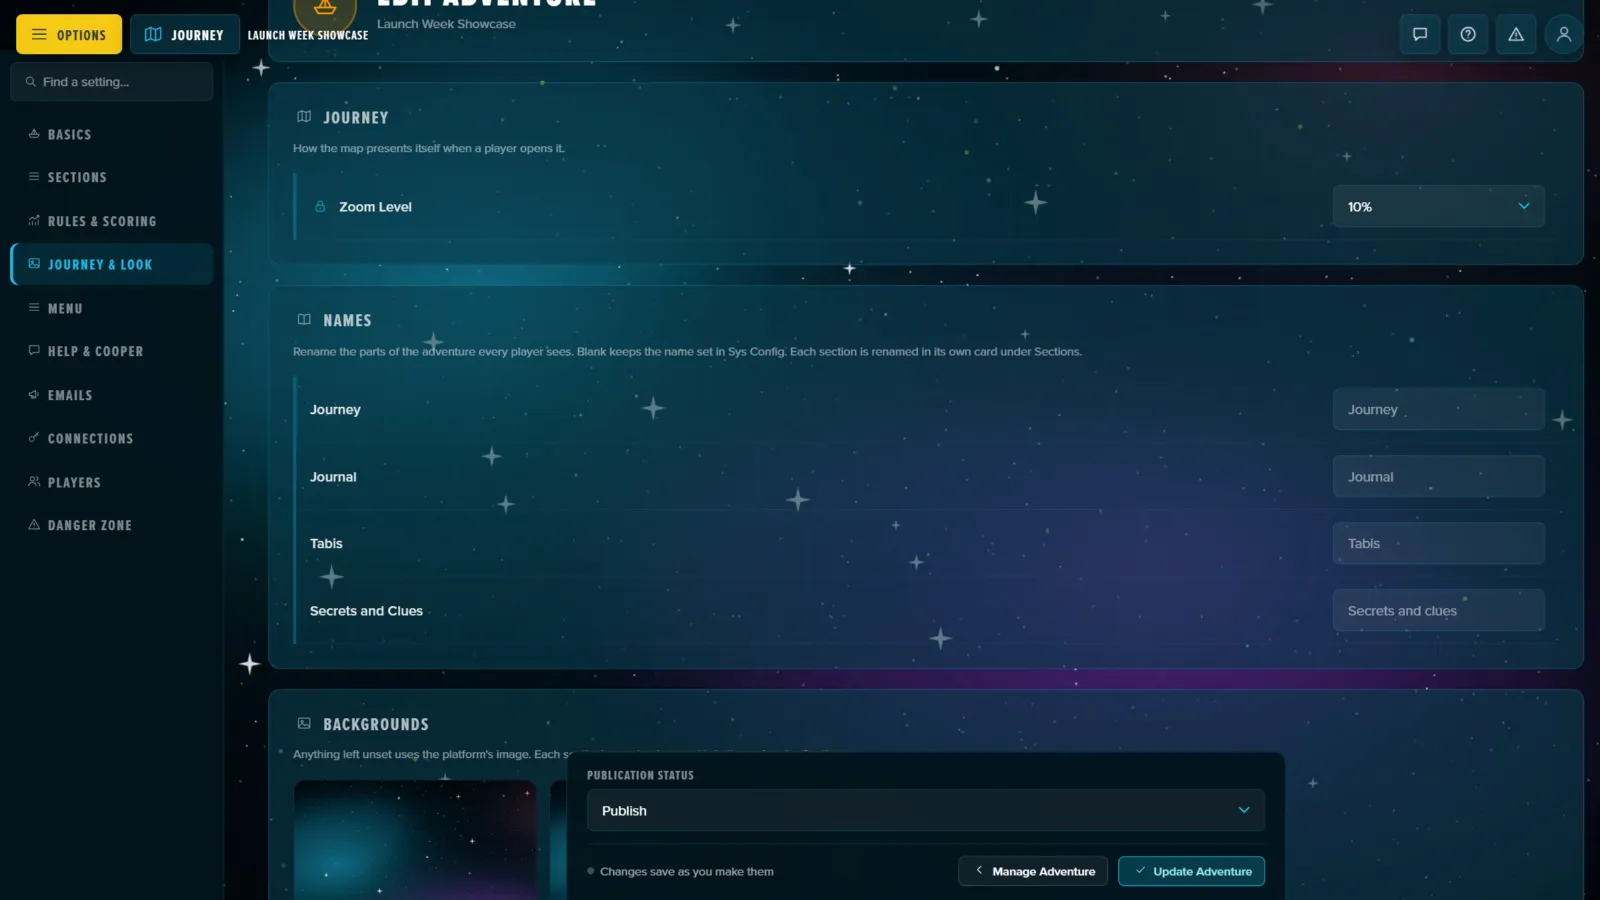 EDIT ADVENTURE
Launch Week Showcase
OPTIONS
JOURNEY
LAUNCH WEEK SHOWCASE
Find a setting...
BASICS
SECTIONS
RULES & SCORING
JOURNEY & LOOK
MENU
HELP & COOPER
EMAILS
CONNECTIONS
PLAYERS
DANGER ZONE
JOURNEY
How the map presents itself when a player opens it.
Zoom Level
10%
NAMES
Rename the parts of the adventure every player sees. Blank keeps the name set in Sys Config. Each section is renamed in its own card under Sections.
Journey
Journey
Journal
Journal
Tabis
Tabis
Secrets and Clues
Secrets and clues
BACKGROUNDS
Anything left unset uses the platform's image. Each
PUBLICATION STATUS
Publish
Changes save as you make them
Manage Adventure
Update Adventure